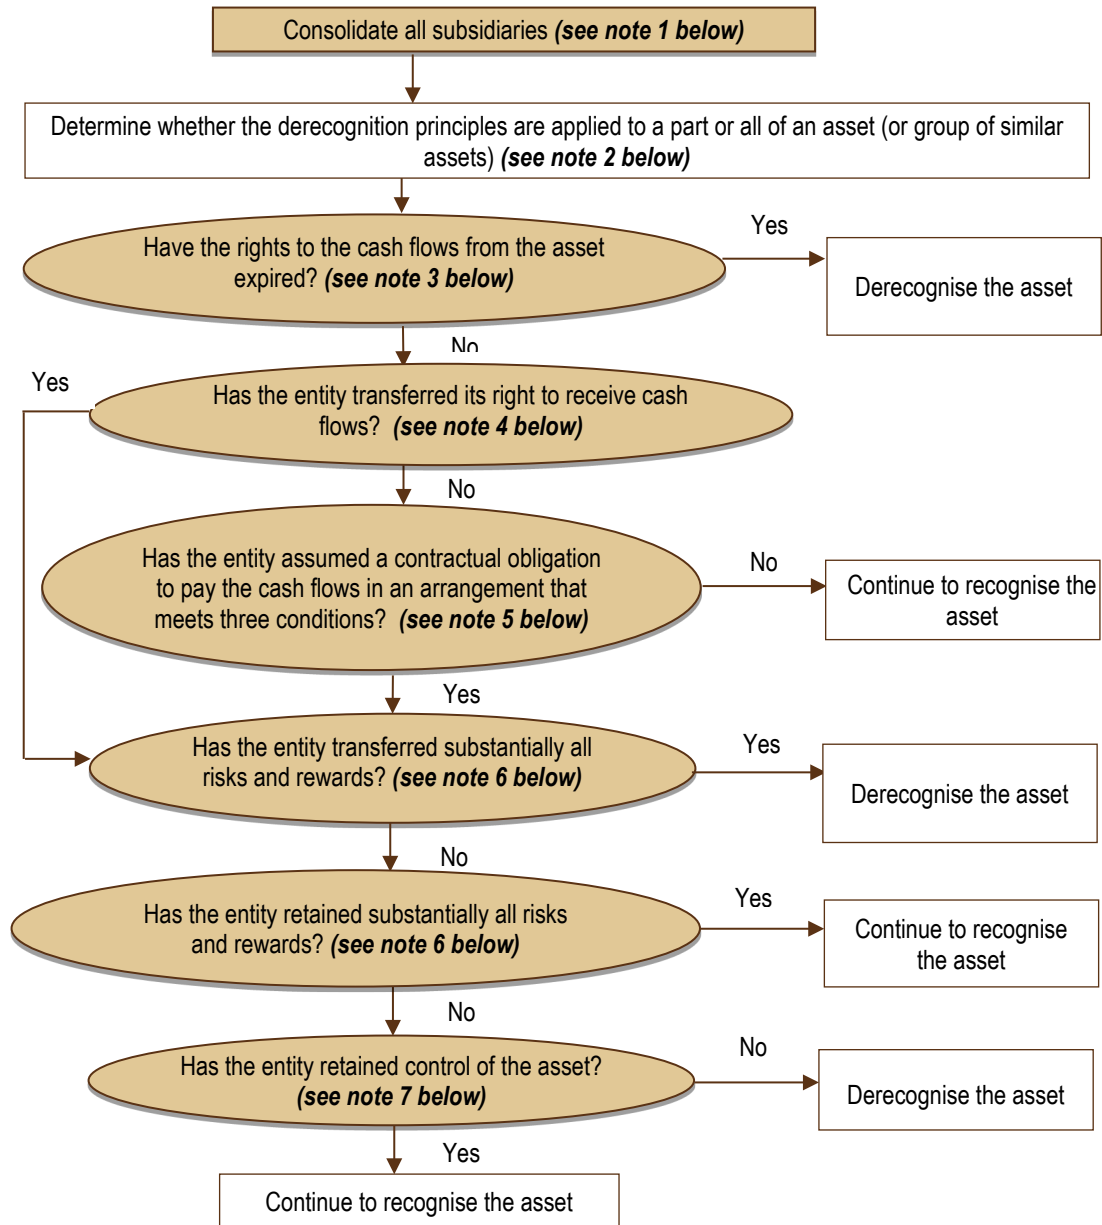 Consolidate all subsidiaries (see note 1 below)
Determine whether the derecognition principles are applied to a part or all of an asset (or group of similar
assets) (see note 2 below)
Yes
Have the rights to the cash flows from the asset
expired? (see note 3 below)
Derecognise the asset
No
Yes
Has the entity transferred its right to receive cash
flows? (see note 4 below)
No
Has the entity assumed a contractual obligation
to pay the cash flows in an arrangement that
meets three conditions? (see note 5 below)
No
Continue to recognise the
asset
Yes
Has the entity transferred substantially all
risks and rewards? (see note 6 below)
Yes
Derecognise the asset
No
Has the entity retained substantially all risks
and rewards? (see note 6 below)
Yes
Continue to recognise
the asset
No
Has the entity retained control of the asset?
(see note 7 below)
No
Derecognise the asset
Yes
Continue to recognise the asset